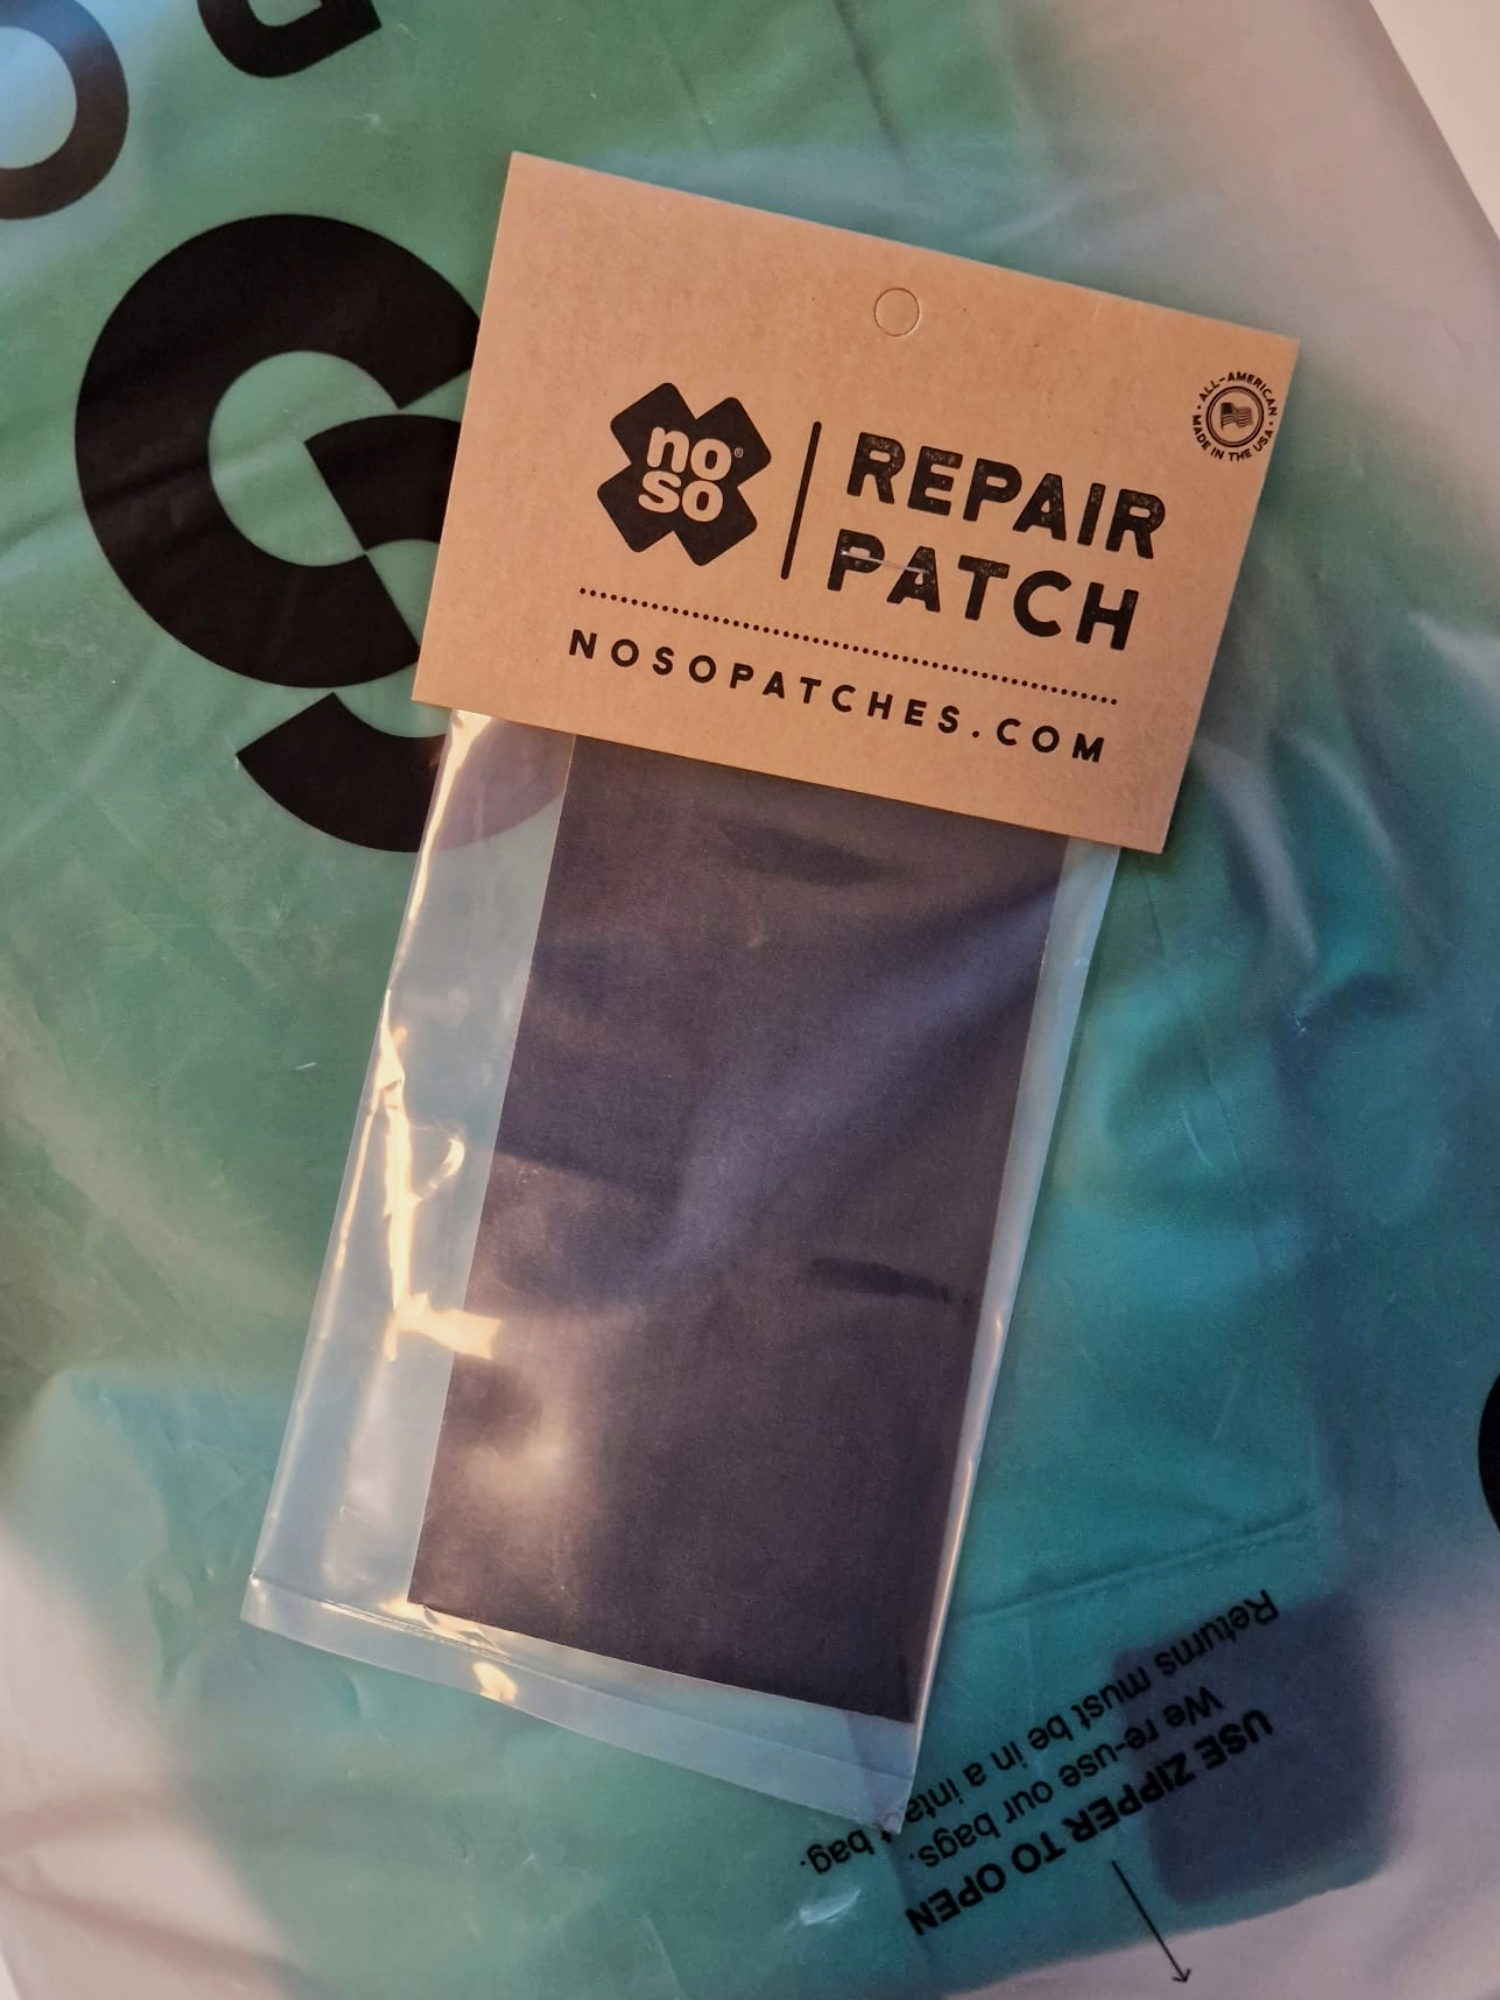 no®
so
REPAIR
PATCH
NOSOPATCHES.COM
ALL-AMERICAN
• MADE IN THE USA •
USE ZIPPER TO OPEN
We re-use our bags.
Returns must be in a bag.